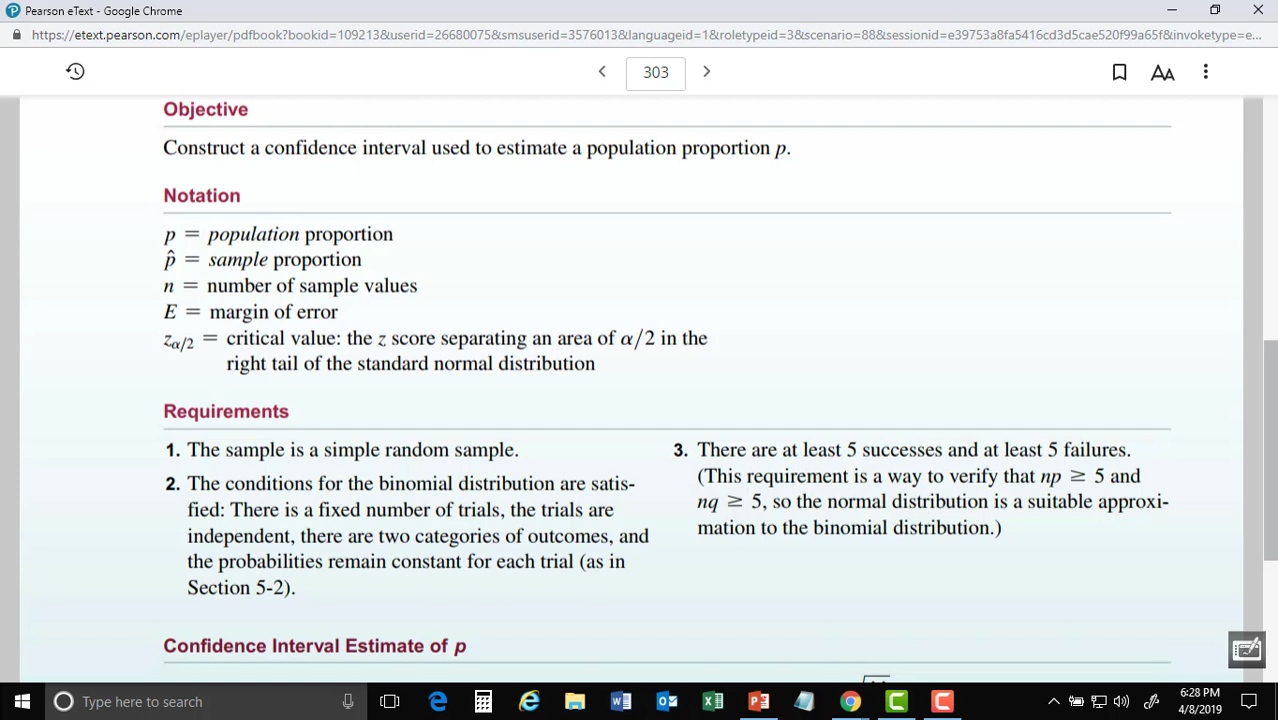 Pearson eText - Google Chrome
https://etext.pearson.com/eplayer/pdfbook?bookid=109213&userid=26680075&smsuserid=3576013&languageid=1&roletypeid=3&scenario=88&sessionid=e39753a8fa5416cd3d5cae520f99a65f&invoketype=e...
303
AA
Objective
Construct a confidence interval used to estimate a population proportion p.
Notation
p = population proportion
p̂ = sample proportion
n = number of sample values
E = margin of error
zα/2 = critical value: the z score separating an area of α/2 in the
right tail of the standard normal distribution
Requirements
1. The sample is a simple random sample.
2. The conditions for the binomial distribution are satis-
fied: There is a fixed number of trials, the trials are
independent, there are two categories of outcomes, and
the probabilities remain constant for each trial (as in
Section 5-2).
3. There are at least 5 successes and at least 5 failures.
(This requirement is a way to verify that np ≥ 5 and
nq ≥ 5, so the normal distribution is a suitable approxi-
mation to the binomial distribution.)
Confidence Interval Estimate of p
Type here to search
6:28 PM
4/8/2019